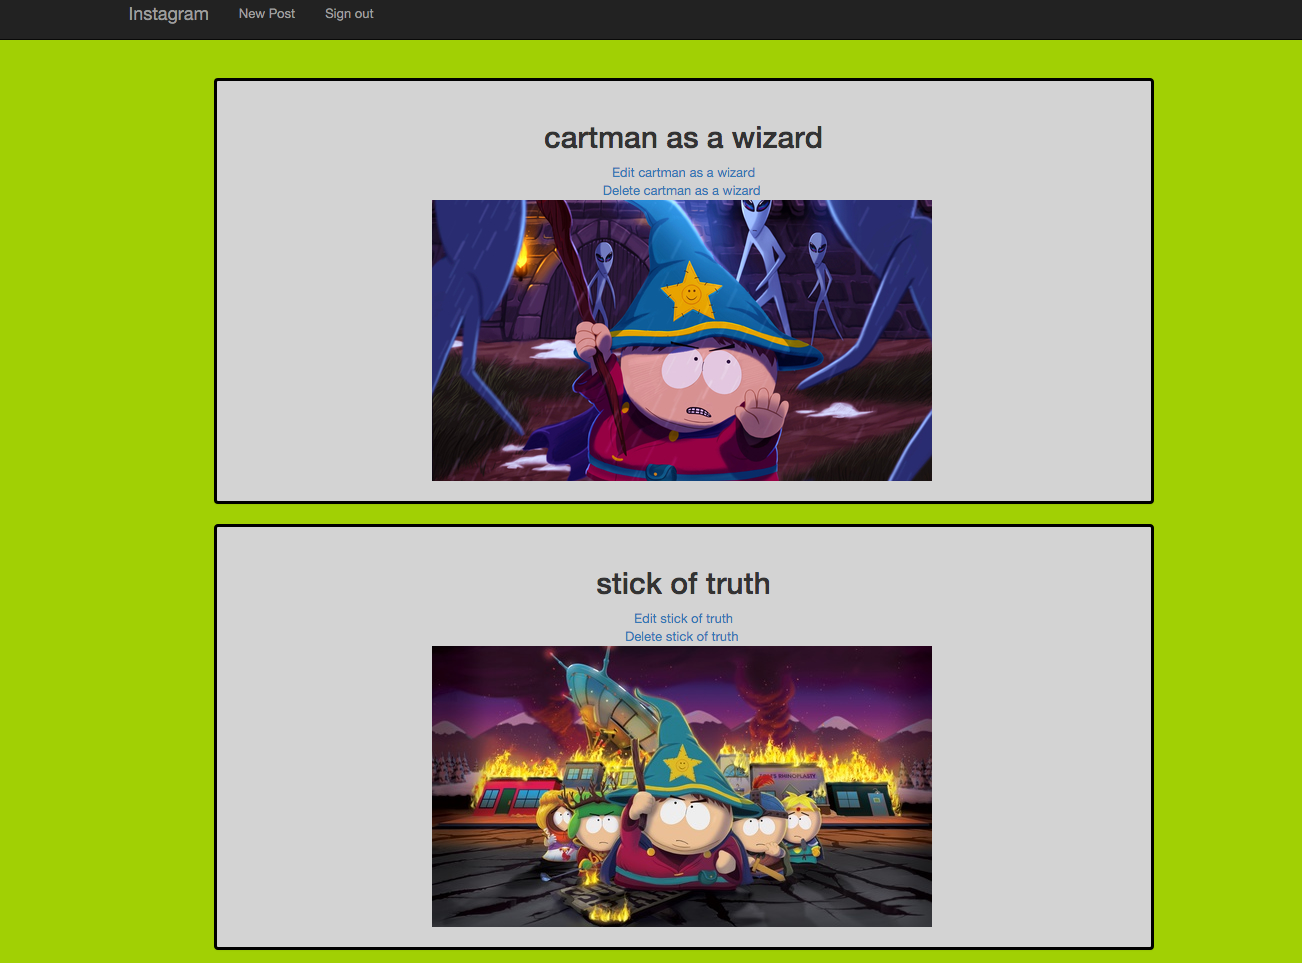 Instagram New Post Sign out
cartman as a wizard
Edit cartman as a wizard
Delete cartman as a wizard
stick of truth
Edit stick of truth
Delete stick of truth
RHINOPLASTY